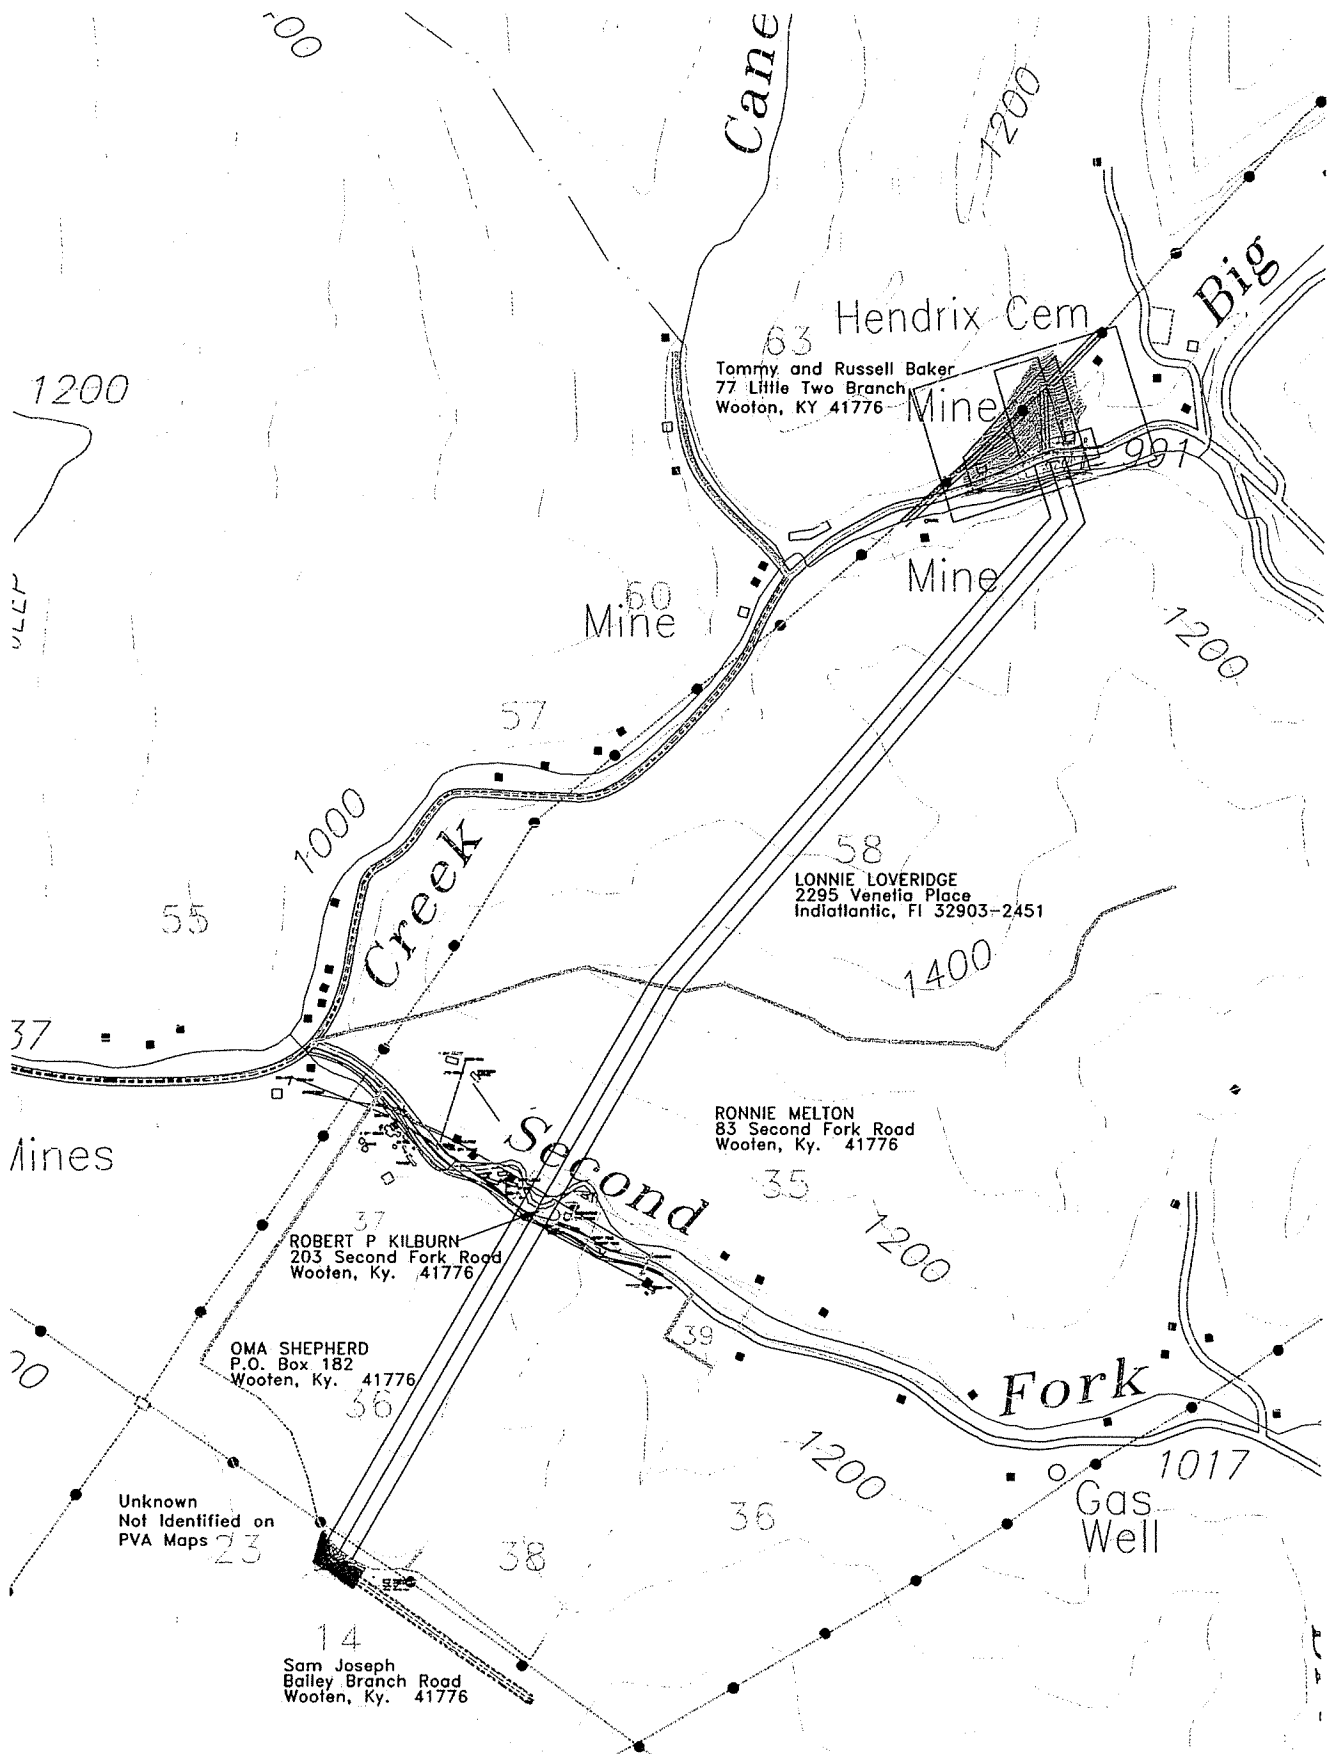 Cane
1200
Big
Hendrix Cem
63
Tommy and Russell Baker
77 Little Two Branch
Wooton, KY 41776
Mine
1200
991
Mine
60
Mine
1200
57
1000
58
LONNIE LOVERIDGE
2295 Venetia Place
Indiatlantic, Fl 32903-2451
55
Creek
1400
37
RONNIE MELTON
83 Second Fork Road
Wooten, Ky. 41776
Mines
Second
35
37
ROBERT P KILBURN
203 Second Fork Road
Wooten, Ky. 41776
1200
39
OMA SHEPHERD
P.O. Box 182
Wooten, Ky. 41776
36
Fork
1200
1017
Gas
Well
Unknown
Not Identified on
PVA Maps
23
36
38
14
Sam Joseph
Bailey Branch Road
Wooten, Ky. 41776